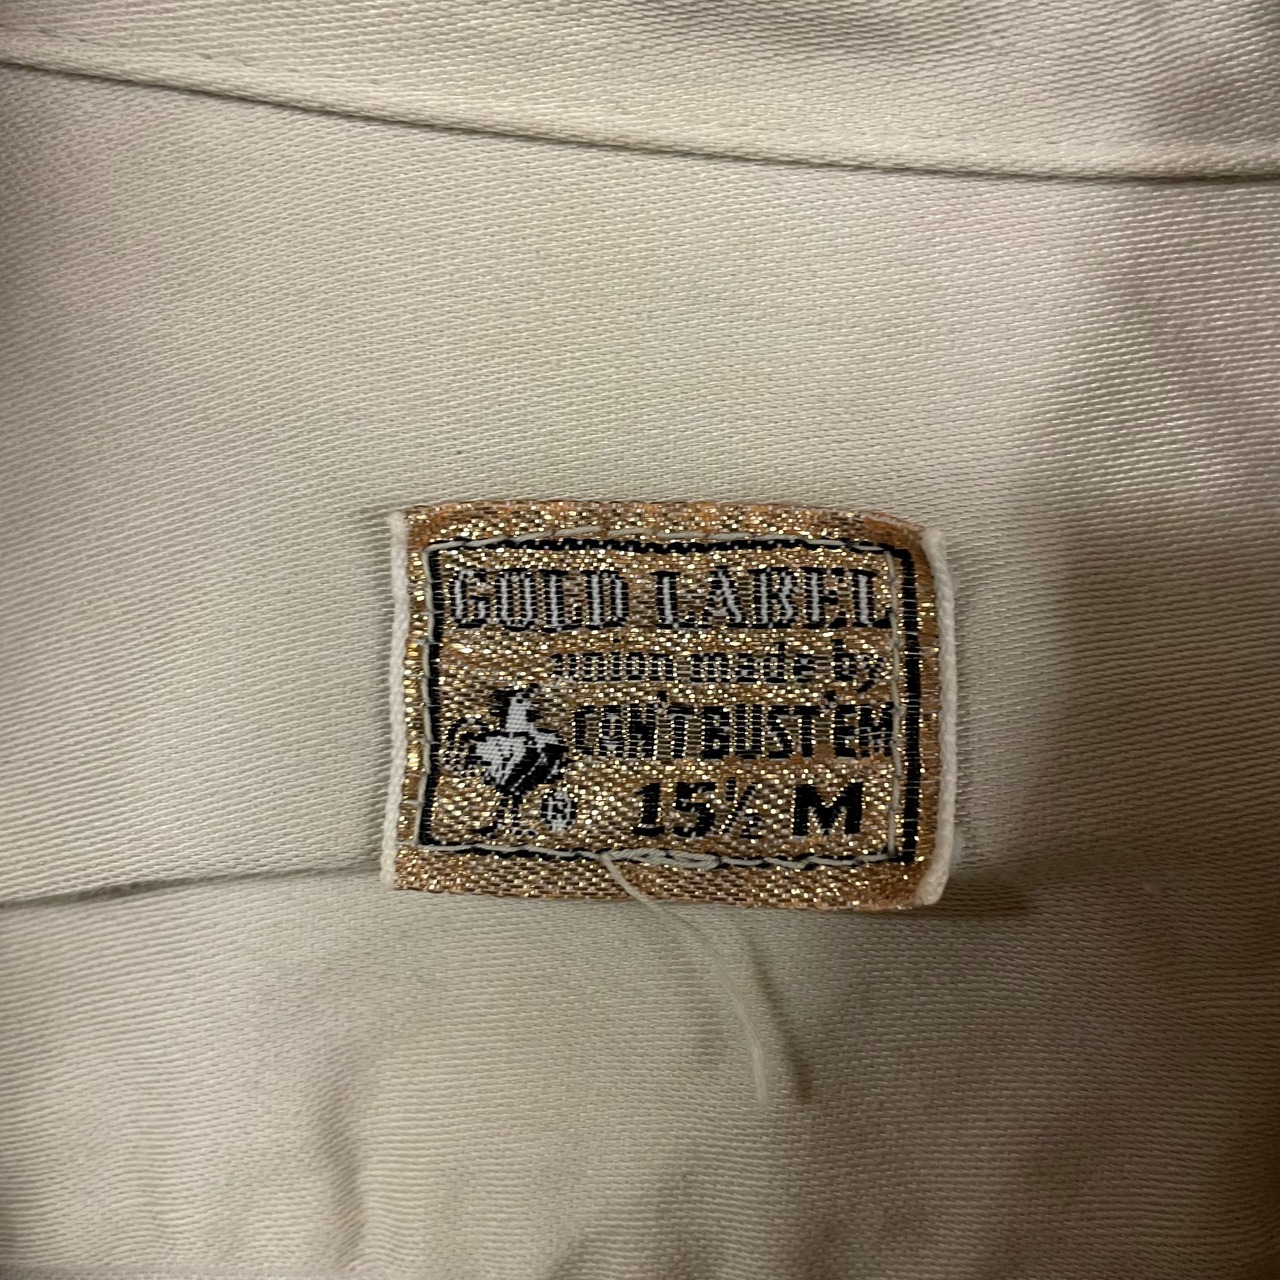 GOLD LABEL
union made by
CAN'T BUST'EM
®
15½ M